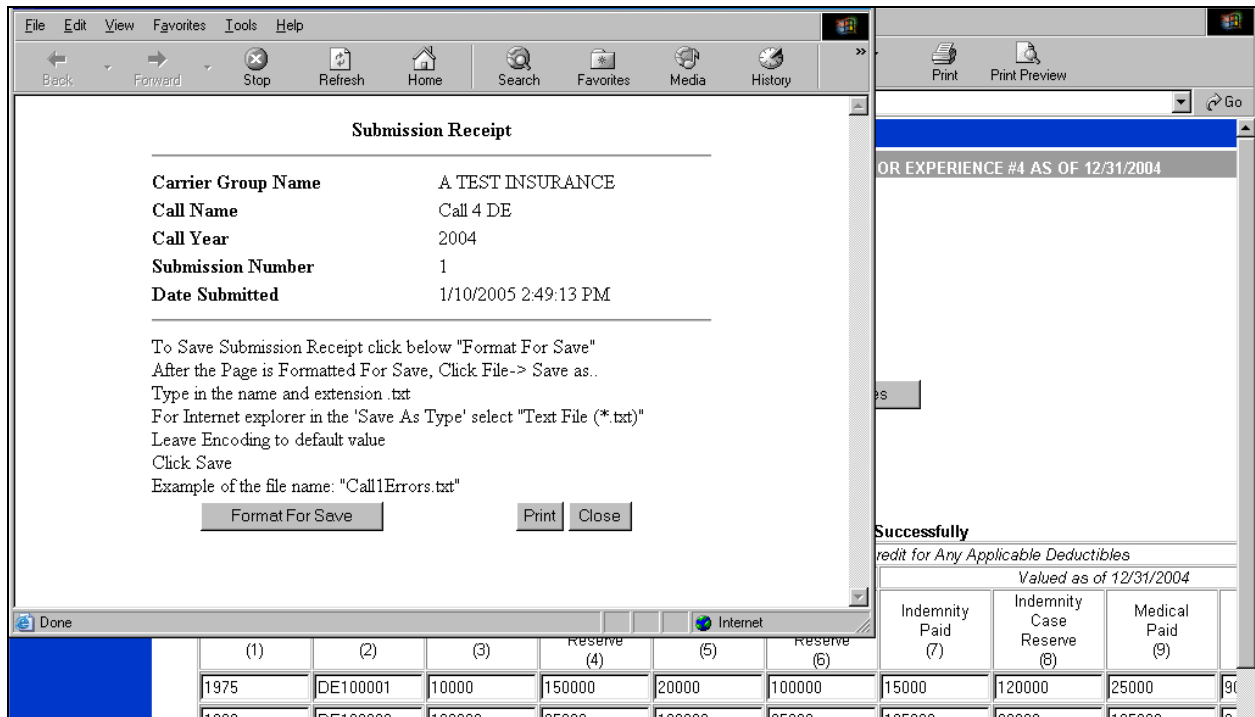 File Edit View Favorites Tools Help
Back Forward Stop Refresh Home Search Favorites Media History »
Print Print Preview
Go
Submission Receipt
OR EXPERIENCE #4 AS OF 12/31/2004
Carrier Group Name A TEST INSURANCE
Call Name Call 4 DE
Call Year 2004
Submission Number 1
Date Submitted 1/10/2005 2:49:13 PM
To Save Submission Receipt click below "Format For Save"
After the Page is Formatted For Save, Click File-> Save as..
Type in the name and extension .txt
For Internet explorer in the 'Save As Type' select "Text File (*.txt)"
Leave Encoding to default value
Click Save
Example of the file name: "Call1Errors.txt"
Format For Save Print Close
es
Successfully
redit for Any Applicable Deductibles
Valued as of 12/31/2004
Done Internet
Indemnity Paid (7)
Indemnity Case Reserve (8)
Medical Paid (9)
(1) (2) (3) Reserve (4) (5) Reserve (6)
1975 DE100001 10000 150000 20000 100000 15000 120000 25000 90